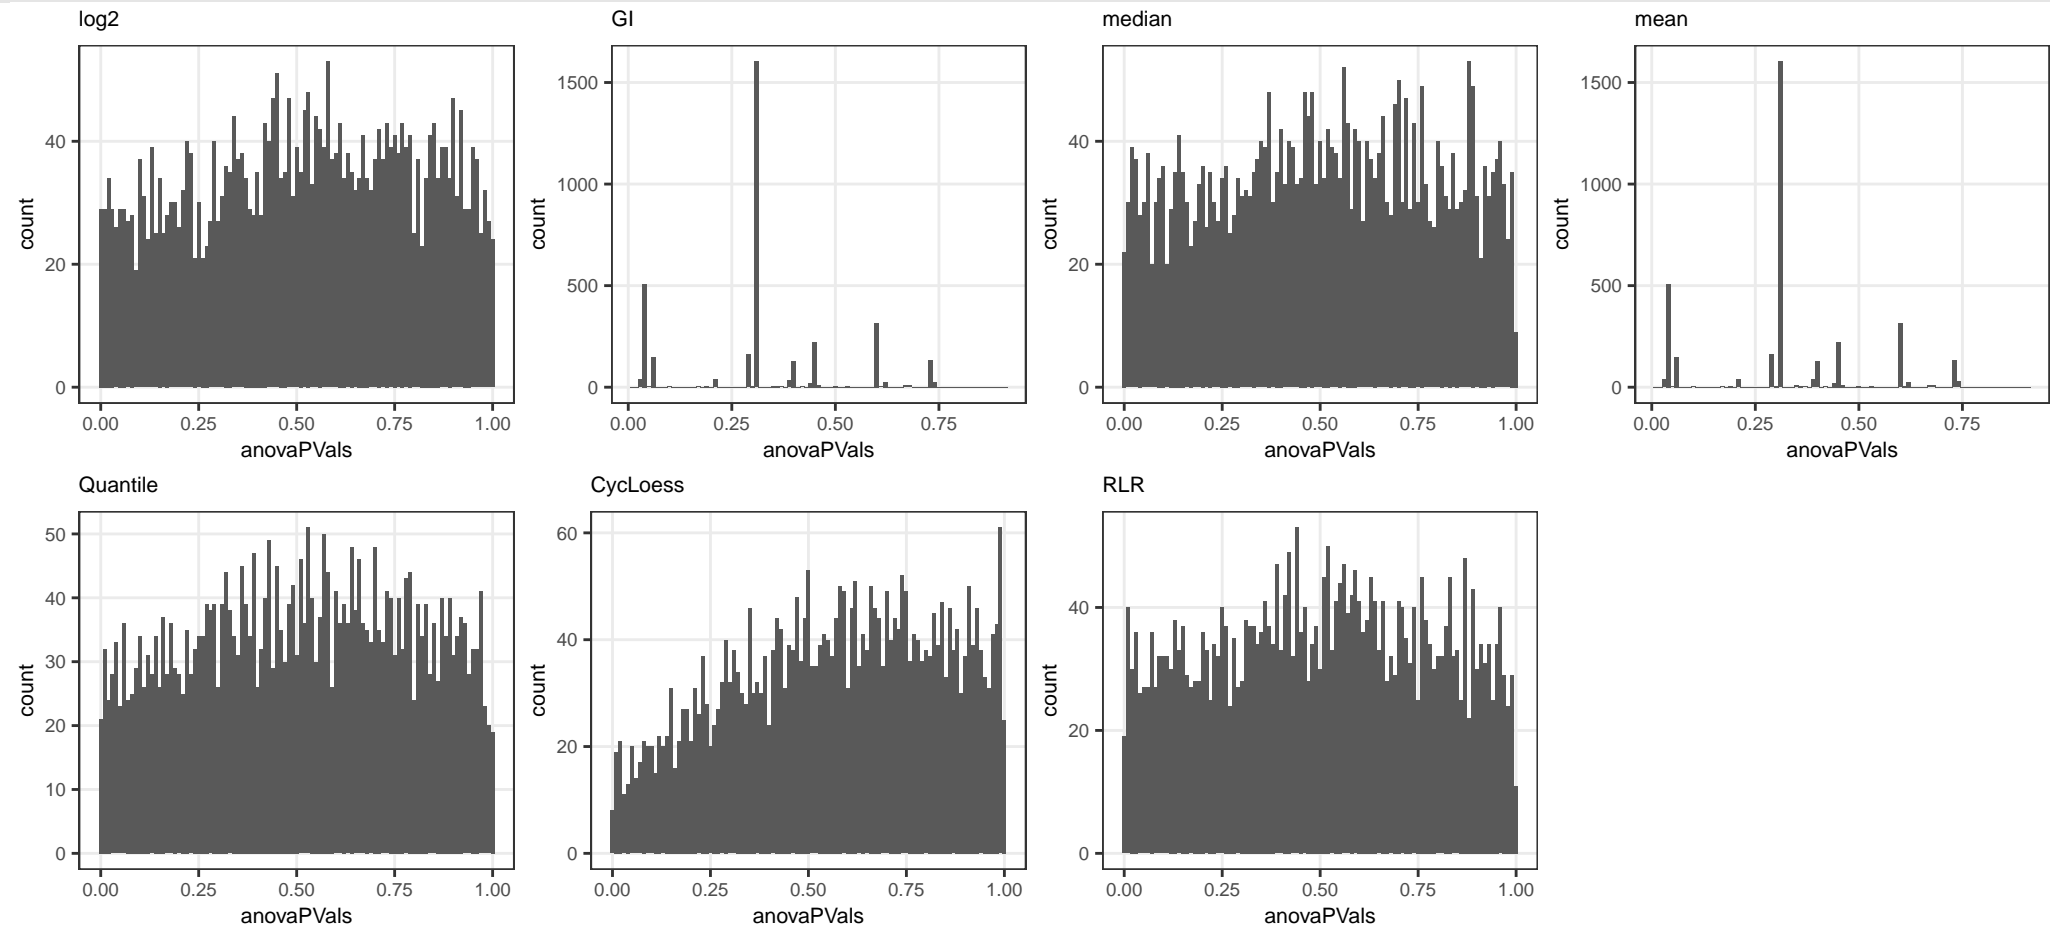 log2
GI
median
mean
count
40
20
0
0.00
0.25
0.50
0.75
1.00
anovaPVals
count
1500
1000
500
0
0.00
0.25
0.50
0.75
anovaPVals
count
40
20
0
0.00
0.25
0.50
0.75
1.00
anovaPVals
count
1500
1000
500
0
0.00
0.25
0.50
0.75
anovaPVals
Quantile
CycLoess
RLR
count
50
40
30
20
10
0
0.00
0.25
0.50
0.75
1.00
anovaPVals
count
60
40
20
0
0.00
0.25
0.50
0.75
1.00
anovaPVals
count
40
20
0
0.00
0.25
0.50
0.75
1.00
anovaPVals